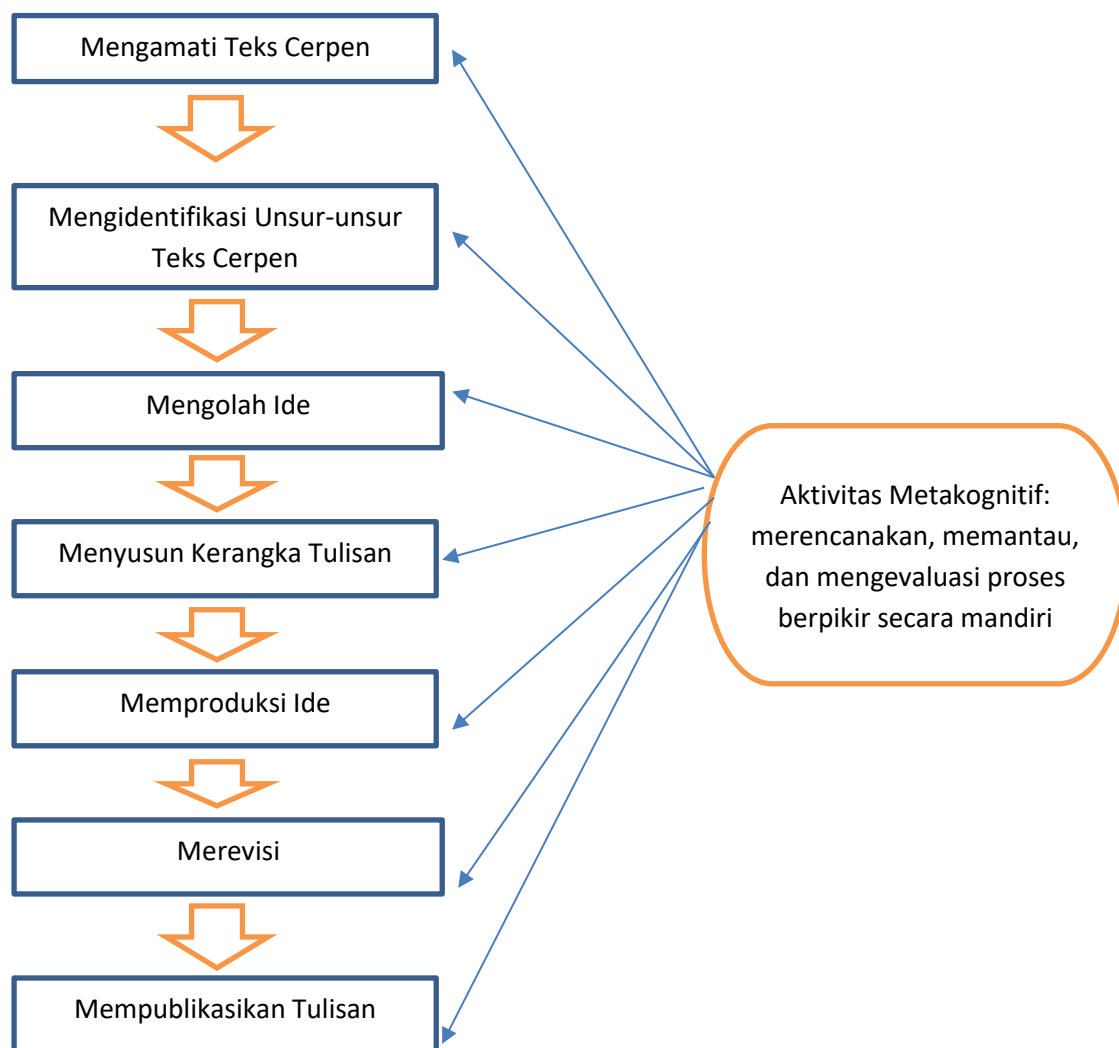 Mengamati Teks Cerpen
Mengidentifikasi Unsur-unsur
Teks Cerpen
Mengolah Ide
Menyusun Kerangka Tulisan
Memproduksi Ide
Merevisi
Mempublikasikan Tulisan
Aktivitas Metakognitif:
merencanakan, memantau,
dan mengevaluasi proses
berpikir secara mandiri